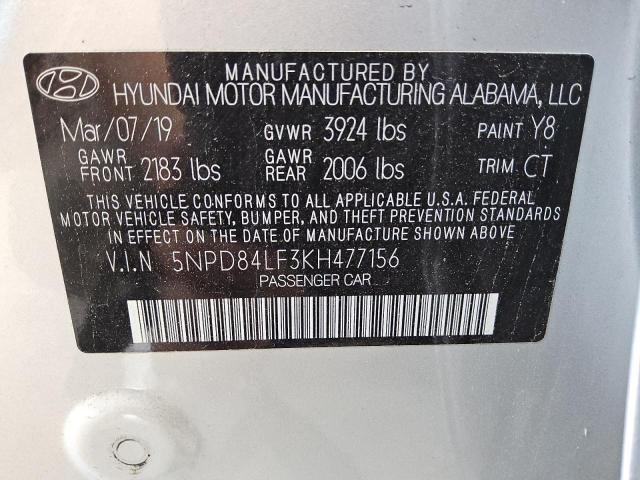 MANUFACTURED BY
HYUNDAI MOTOR MANUFACTURING ALABAMA, LLC
Mar/07/19 GVWR 3924 lbs PAINT Y8
GAWR FRONT 2183 lbs GAWR REAR 2006 lbs TRIM CT
THIS VEHICLE CONFORMS TO ALL APPLICABLE U.S.A. FEDERAL
MOTOR VEHICLE SAFETY, BUMPER, AND THEFT PREVENTION STANDARDS
IN EFFECT ON THE DATE OF MANUFACTURE SHOWN ABOVE
V.I.N 5NPD84LF3KH477156
PASSENGER CAR